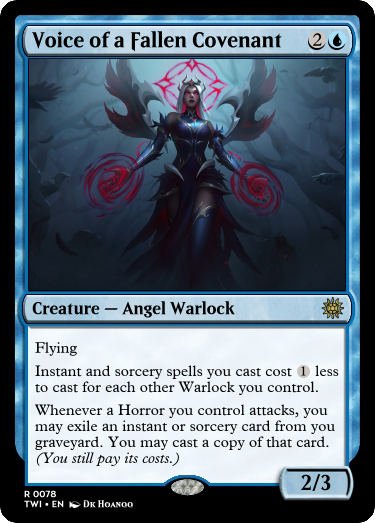 Voice of a Fallen Covenant 2
Creature — Angel Warlock
Flying
Instant and sorcery spells you cast cost 1 less
to cast for each other Warlock you control.
Whenever a Horror you control attacks, you
may exile an instant or sorcery card from you
graveyard. You may cast a copy of that card.
(You still pay its costs.)
2/3
R 0078
TWI • EN DK HOANOO